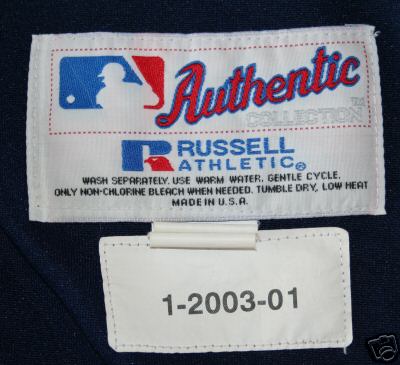 Authentic
COLLECTION™
R RUSSELL
ATHLETIC®
WASH SEPARATELY. USE WARM WATER. GENTLE CYCLE.
ONLY NON-CHLORINE BLEACH WHEN NEEDED. TUMBLE DRY, LOW HEAT
MADE IN U.S.A.
1-2003-01